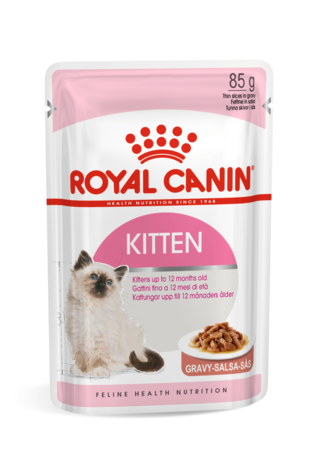 85 g
Thin slices in gravy
Fettine in salsa
Tunna skivor i sås
ROYAL CANIN
HEALTH NUTRITION SINCE 1968
KITTEN
Kittens up to 12 months old
Gattini fino a 12 mesi di età
Kattungar upp till 12 månaders ålder
GRAVY-SALSA-SÅS
FELINE HEALTH NUTRITION